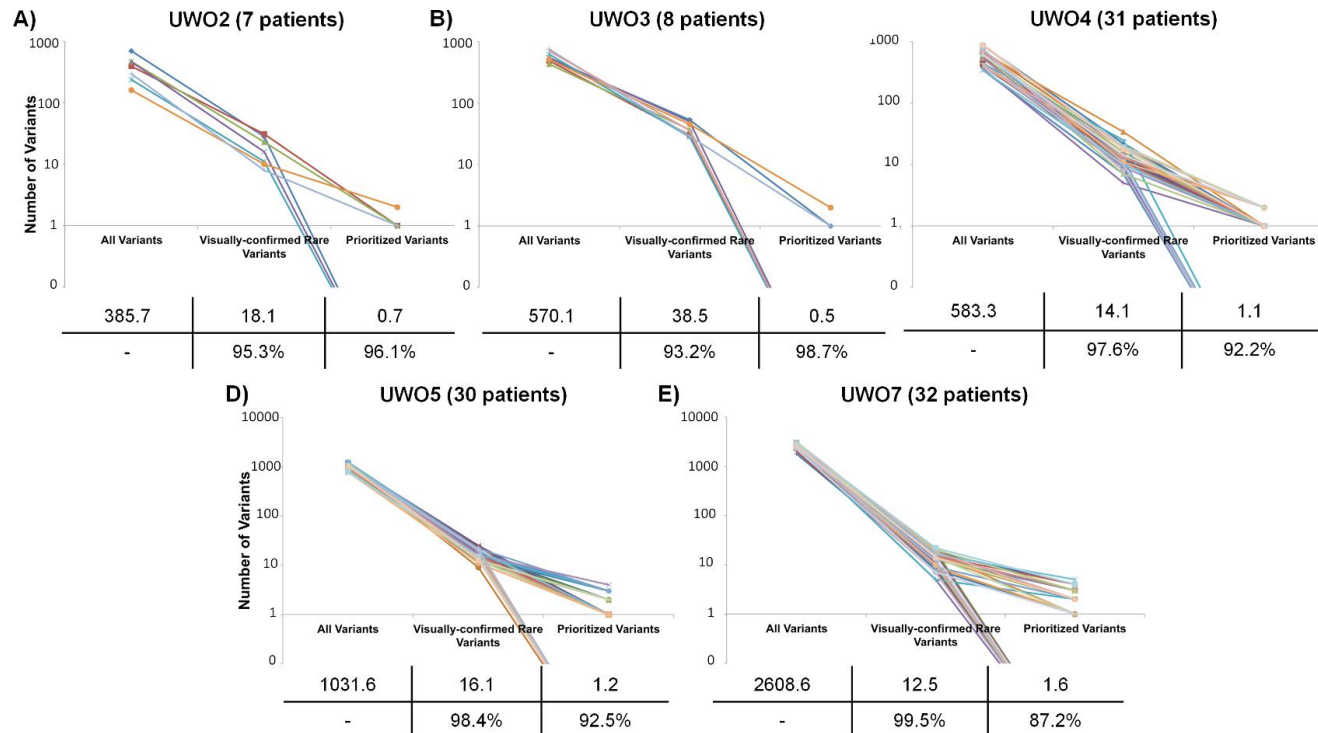 A) UWO2 (7 patients)
B) UWO3 (8 patients)
UWO4 (31 patients)
Number of Variants
1000
100
10
1
0
All Variants
Visually-confirmed Rare
Variants
Prioritized Variants
385.7 18.1 0.7
- 95.3% 96.1%
1000
100
10
1
0
All Variants
Visually-confirmed Rare
Variants
Prioritized Variants
570.1 38.5 0.5
- 93.2% 98.7%
1000
100
10
1
0
All Variants
Visually-confirmed Rare
Variants
Prioritized Variants
583.3 14.1 1.1
- 97.6% 92.2%
D) UWO5 (30 patients)
Number of Variants
10000
1000
100
10
1
0
All Variants
Visually-confirmed Rare
Variants
Prioritized Variants
1031.6 16.1 1.2
- 98.4% 92.5%
E) UWO7 (32 patients)
10000
1000
100
10
1
0
All Variants
Visually-confirmed Rare
Variants
Prioritized Variants
2608.6 12.5 1.6
- 99.5% 87.2%